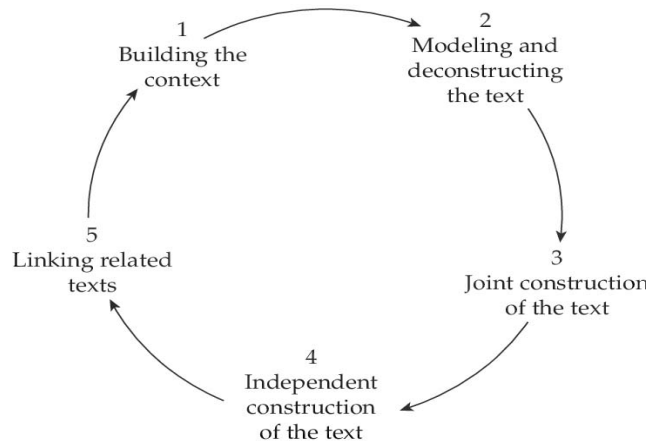 1
Building the
context
2
Modeling and
deconstructing
the text
3
Joint construction
of the text
4
Independent
construction
of the text
5
Linking related
texts